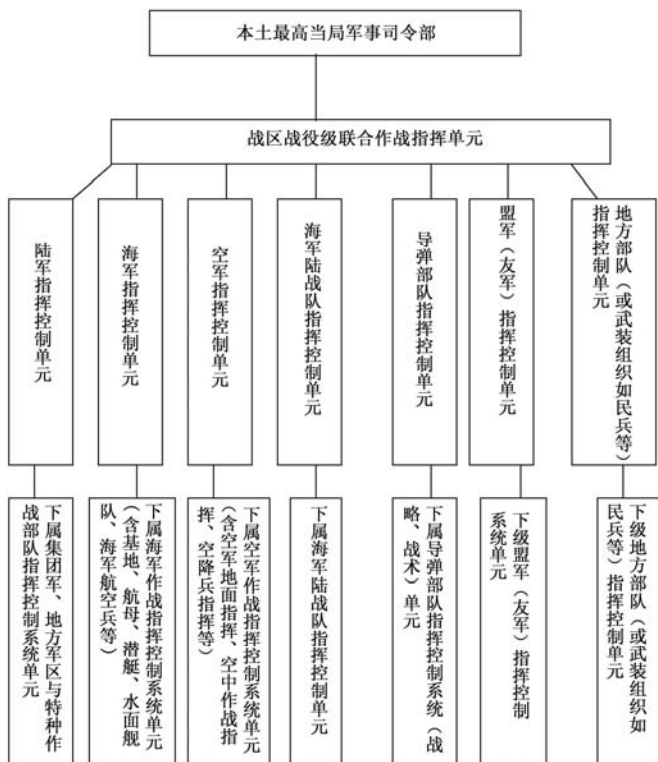 本土最高当局军事司令部
战区战役级联合作战指挥单元
陆军指挥控制单元
海军指挥控制单元
空军指挥控制单元
海军陆战队指挥控制单元
导弹部队指挥控制单元
盟军（友军）指挥控制单元
地方部队（或武装组织如民兵等）
指挥控制单元
下属集团军、地方军区与特种作
战部队指挥控制系统单元
下属海军作战指挥控制系统单元
（含基地、航母、潜艇、水面舰
队、海军航空兵等）
下属空军作战指挥控制系统单元
（含空军地面指挥、空中作战指
挥、空降兵指挥等）
下属海军陆战队指挥控制单元
下属导弹部队指挥控制系统（战
略、战术）单元
下级盟军（友军）指挥控制
系统单元
下级地方部队（或武装组织如
民兵等）指挥控制单元